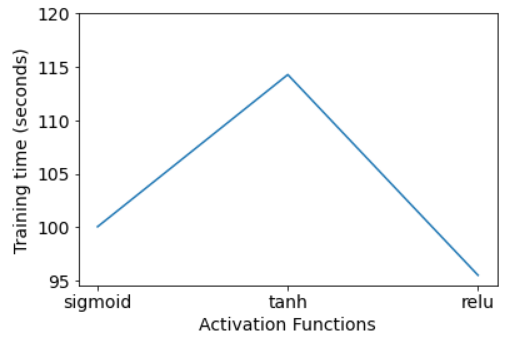 120
115
110
105
100
95
Training time (seconds)
sigmoid tanh relu
Activation Functions